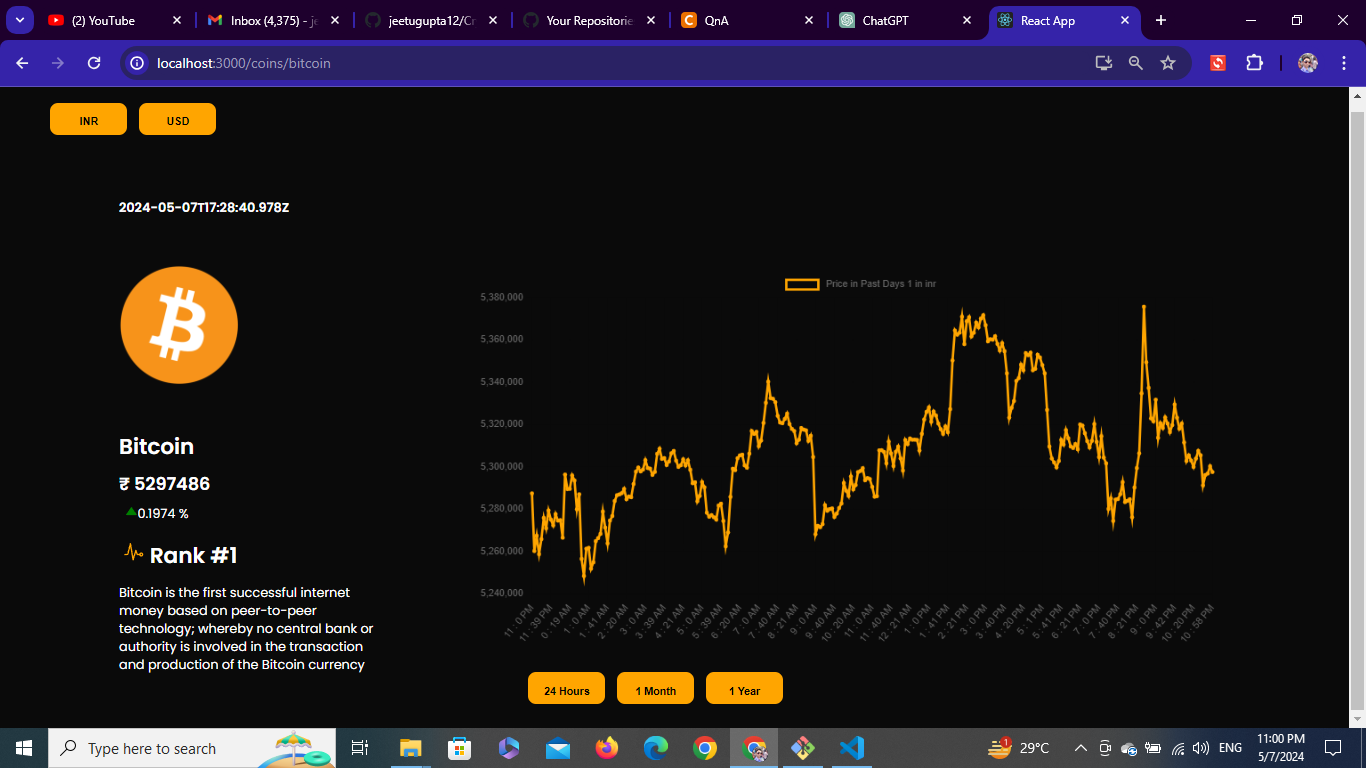 (2) YouTube
Inbox (4,375) - je
jeetugupta12/Cr
Your Repositories
C QnA
ChatGPT
React App
localhost:3000/coins/bitcoin
INR USD
2024-05-07T17:28:40.978Z
Price in Past Days 1 in inr
5,380,000
5,360,000
5,340,000
5,320,000
5,300,000
5,280,000
5,260,000
5,240,000
11 : 0 PM
11 : 39 PM
0 : 19 AM
1 : 0 AM
1 : 41 AM
2 : 20 AM
3 : 0 AM
3 : 39 AM
4 : 21 AM
5 : 0 AM
5 : 39 AM
6 : 20 AM
7 : 0 AM
7 : 40 AM
8 : 21 AM
9 : 0 AM
9 : 40 AM
10 : 20 AM
11 : 0 AM
11 : 40 AM
12 : 21 AM
1 : 0 PM
1 : 41 PM
2 : 21 PM
3 : 0 PM
3 : 40 PM
4 : 20 PM
5 : 1 PM
5 : 41 PM
6 : 21 PM
7 : 0 PM
7 : 40 PM
8 : 21 PM
9 : 0 PM
9 : 42 PM
10 : 20 PM
10 : 58 PM
Bitcoin
₹ 5297486
0.1974 %
Rank #1
Bitcoin is the first successful internet
money based on peer-to-peer
technology; whereby no central bank or
authority is involved in the transaction
and production of the Bitcoin currency
24 Hours 1 Month 1 Year
Type here to search
1
29°C
ENG
11:00 PM
5/7/2024